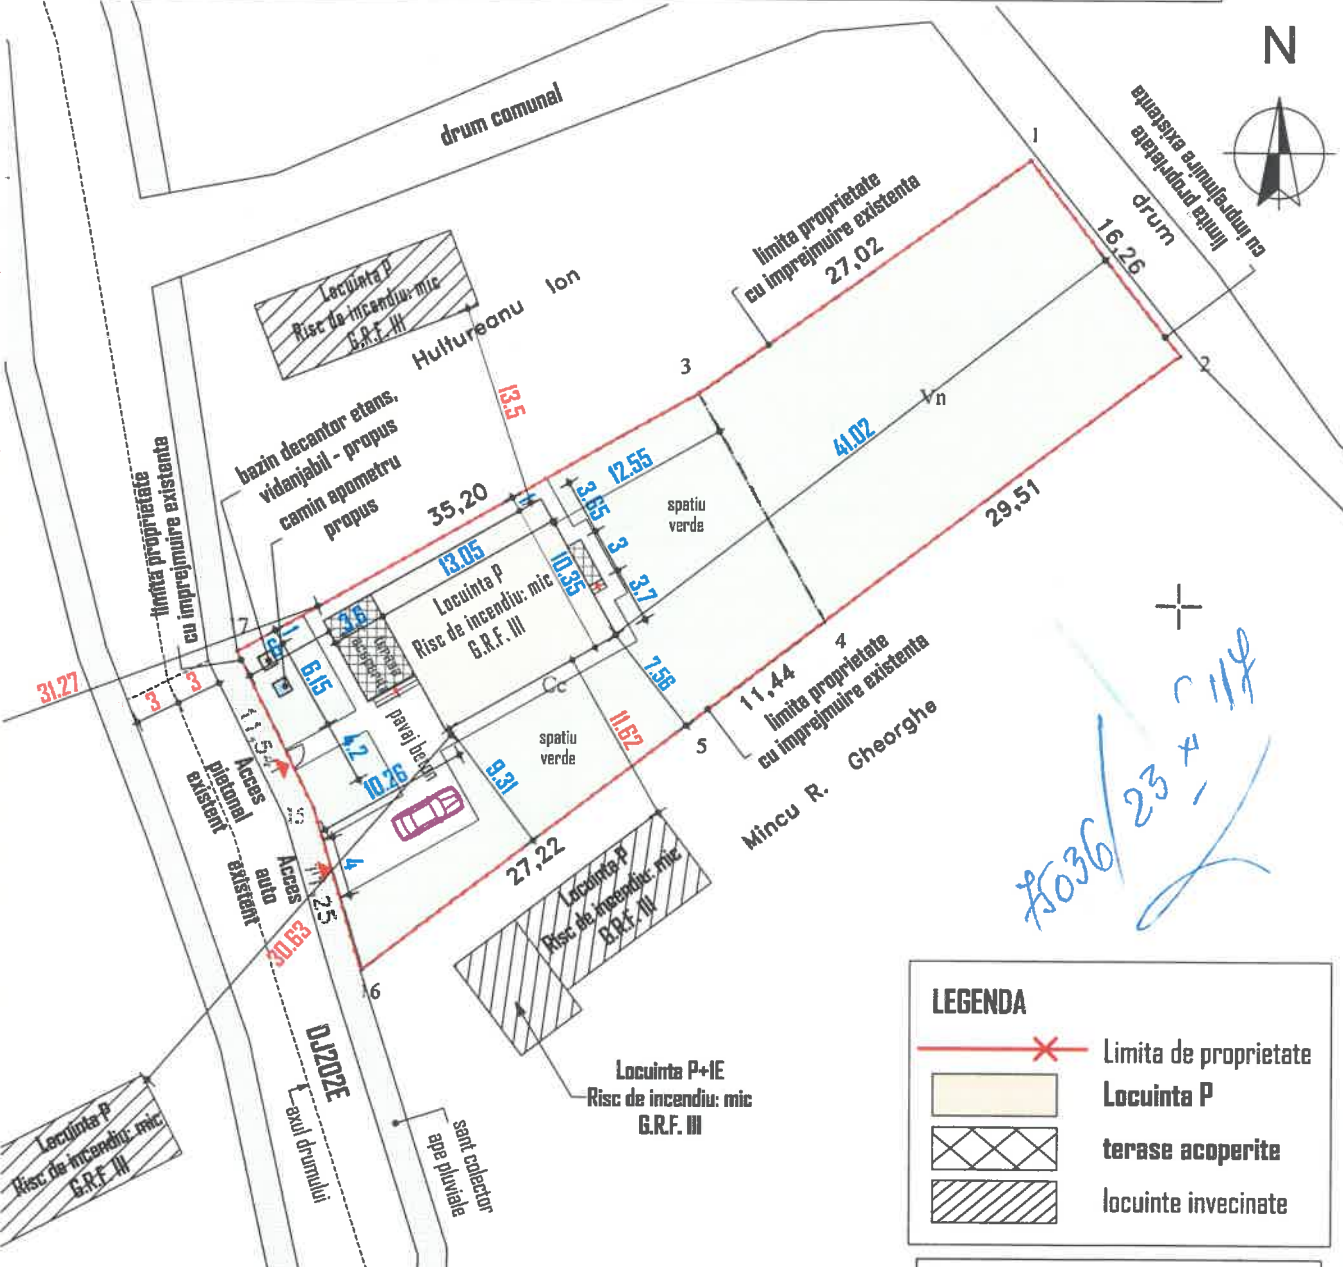 N
drum comunal
1
limita proprietate
cu imprejmuire existenta
drum
16,26
limita proprietate
cu imprejmuire existenta
27,02
2
3
Locuinta P
Risc de incendiu: mic
G.R.F. III
Hultureanu Ion
13.5
bazin decantor etans,
vidanjabil - propus
camin apometru
propus
limita proprietate
cu imprejmuire existenta
35,20
12.55
3.65
3
3.7
spatiu
verde
41.02
Vn
29,51
13.05
10.35
Locuinta P
Risc de incendiu: mic
G.R.F. III
3.6
terasa
acoperita
7
1
6
6.15
31.27
3
3
4.2
10.26
pavaj beton
Cc
7.56
11.62
9.31
spatiu
verde
4
11,44
limita proprietate
cu imprejmuire existenta
5
Mincu R. Gheorghe
11,54
Acces
pietonal
existent
Acces
auto
existent
4
25
27,22
30.63
Locuinta P
Risc de incendiu: mic
G.R.F. III
6
DJ202E
axul drumului
sant colector
ape pluviale
Locuinta P+1E
Risc de incendiu: mic
G.R.F. III
Locuinta P
Risc de incendiu: mic
G.R.F. III
LEGENDA
Limita de proprietate
Locuinta P
terase acoperite
locuinte invecinate